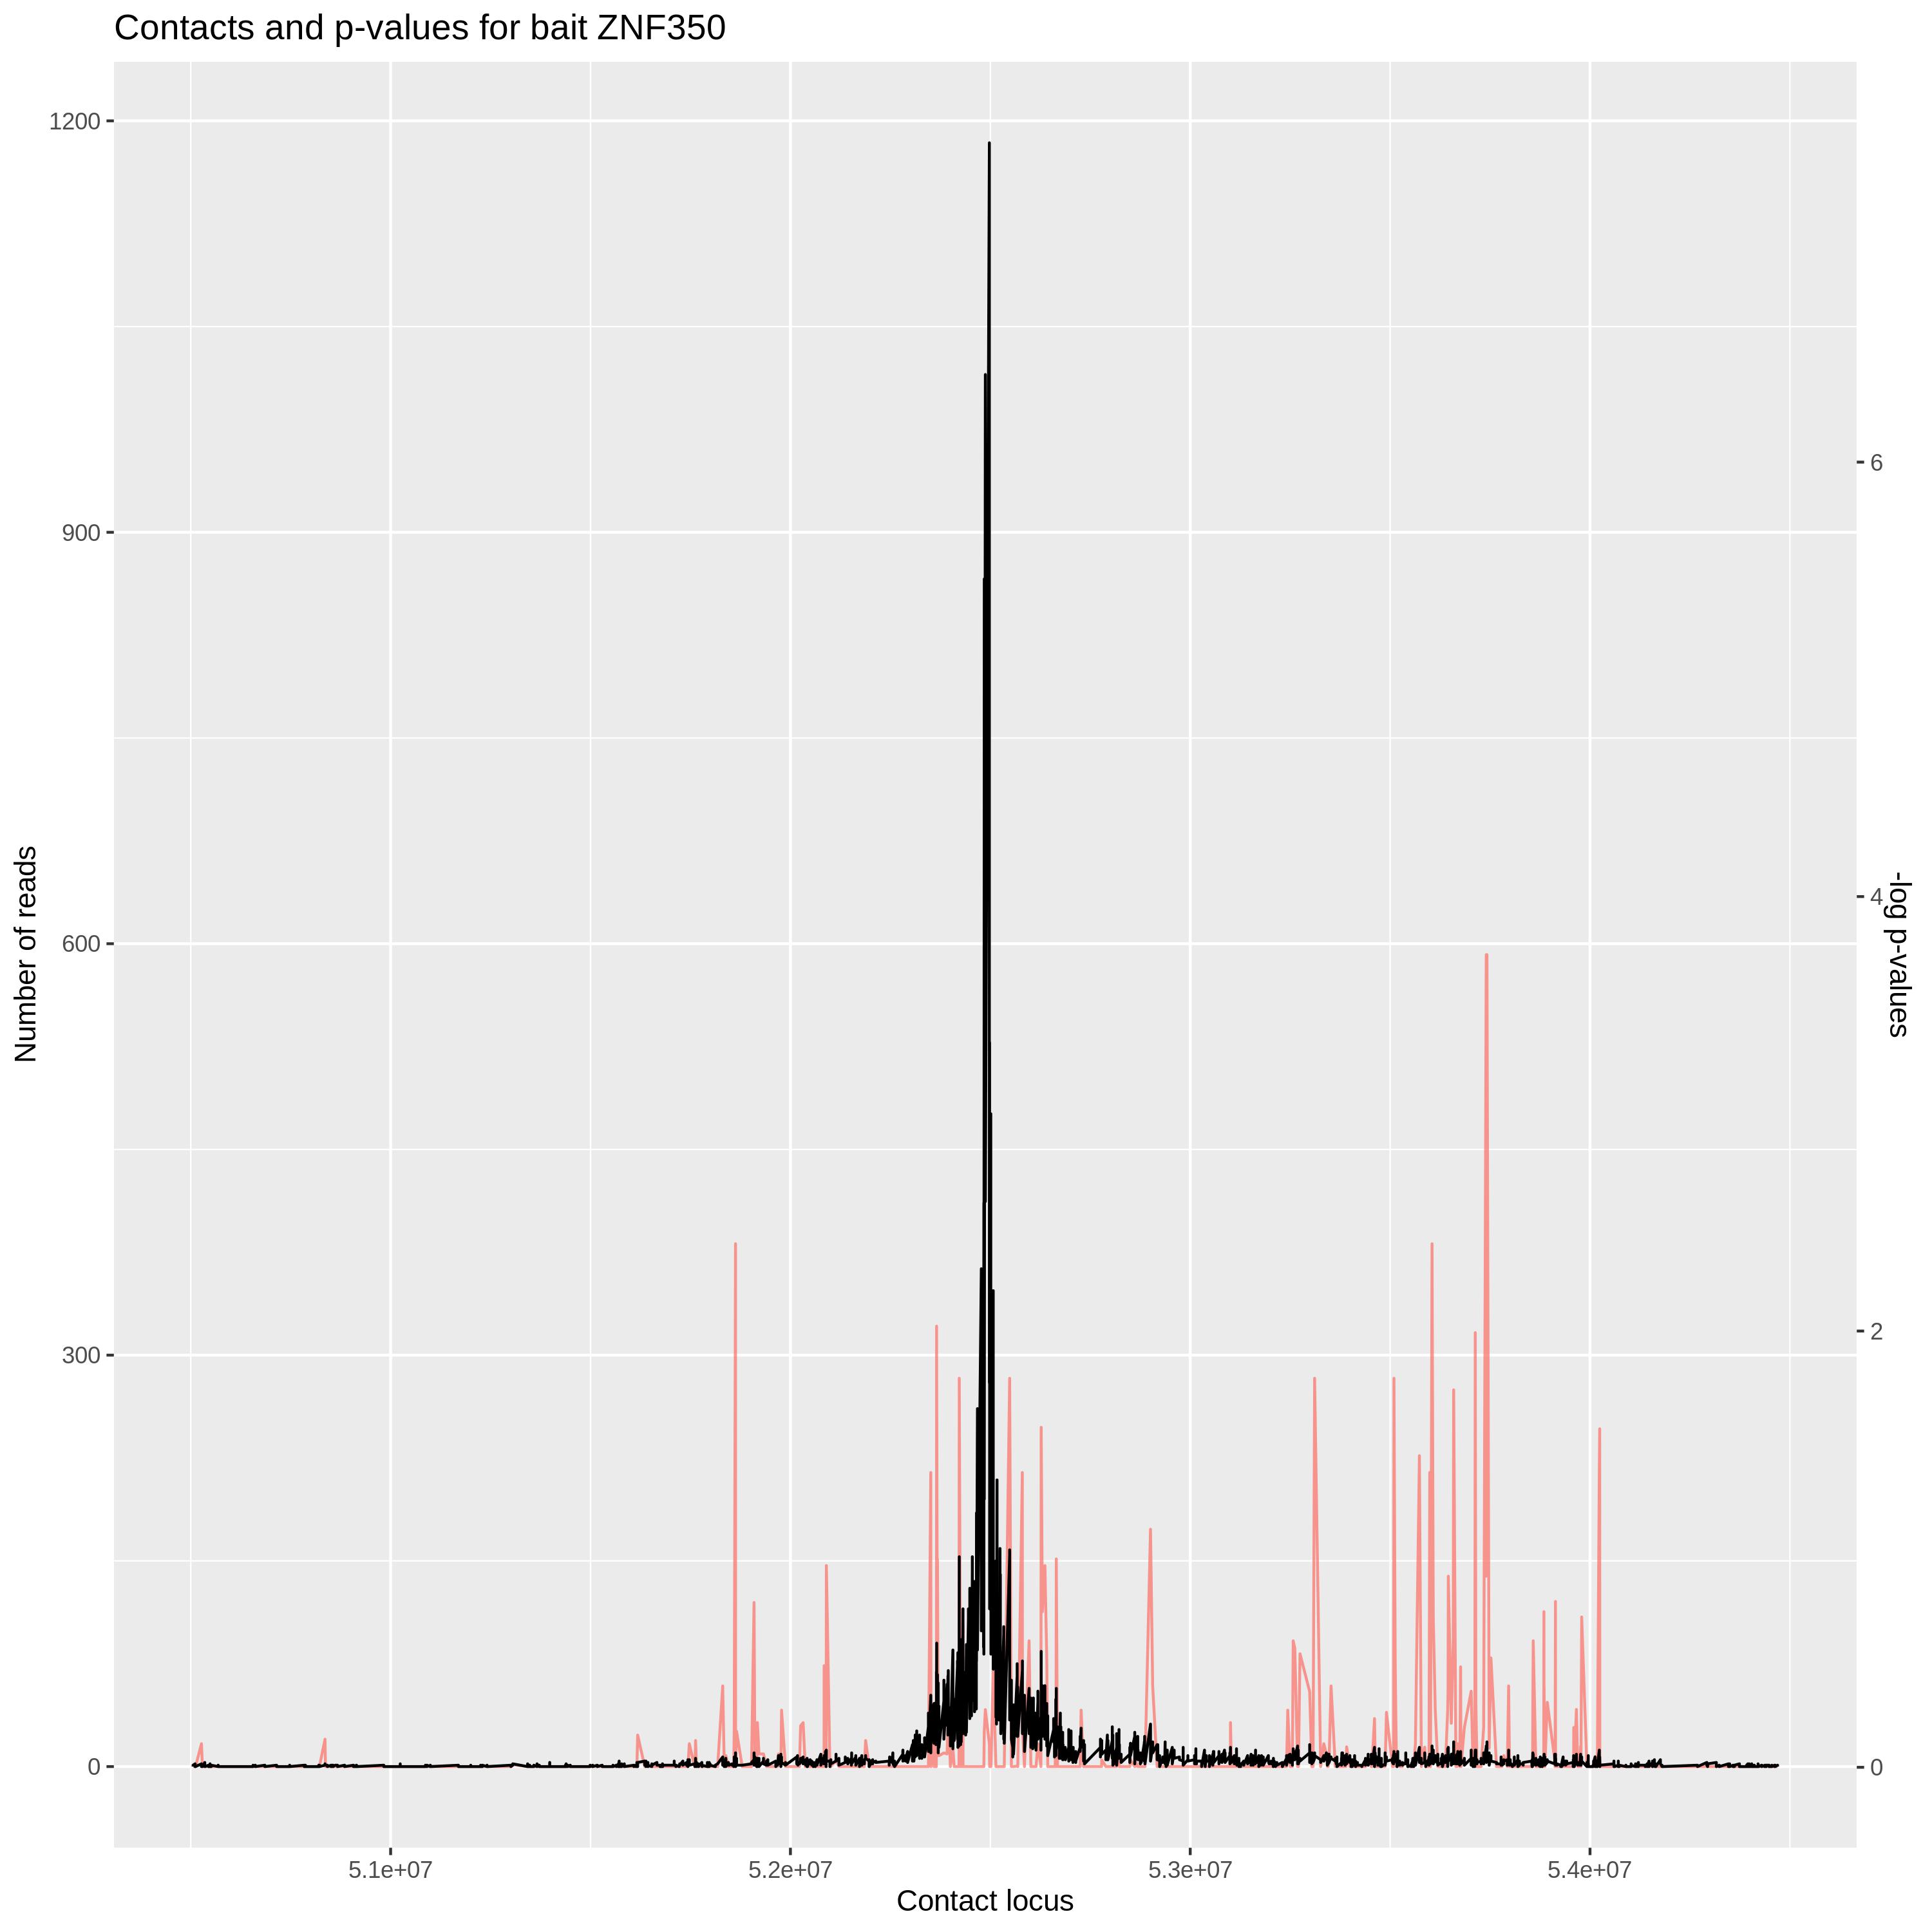 Contacts and p-values for bait ZNF350
1200
900
600
300
0
Number of reads
6
4
2
0
-log p-values
5.1e+07
5.2e+07
5.3e+07
5.4e+07
Contact locus